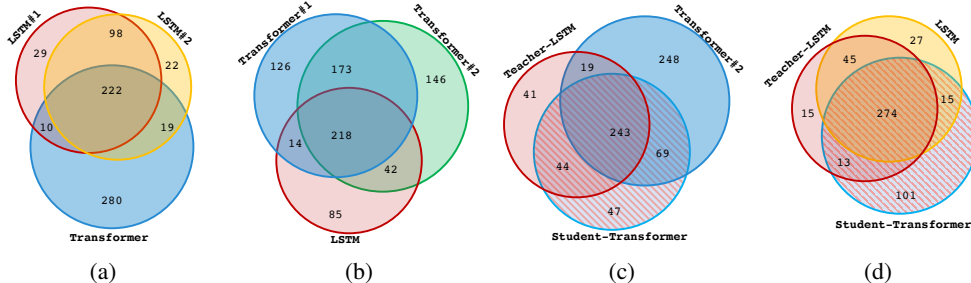 LSTM#1
LSTM#2
29
98
22
222
10
19
280
Transformer
(a)
Transformer#1
Transformer#2
126
173
146
218
14
42
85
LSTM
(b)
Teacher-LSTM
Transformer#2
19
248
41
243
44
69
47
Student-Transformer
(c)
Teacher-LSTM
LSTM
27
45
15
15
274
13
101
Student-Transformer
(d)